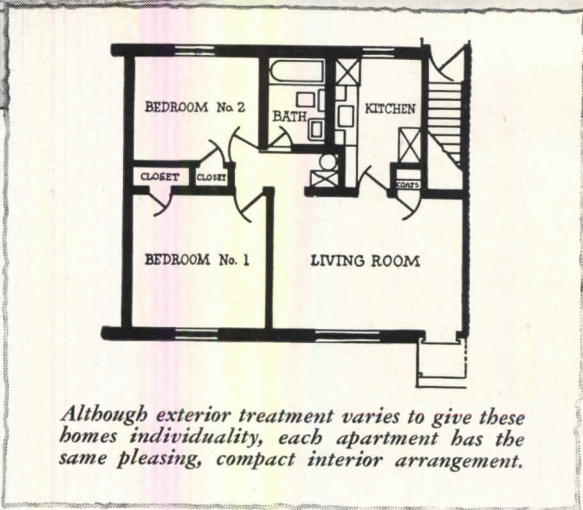 BEDROOM No. 2
BATH
KITCHEN
CLOSET
CLOSET
COATS
BEDROOM No. 1
LIVING ROOM
Although exterior treatment varies to give these
homes individuality, each apartment has the
same pleasing, compact interior arrangement.